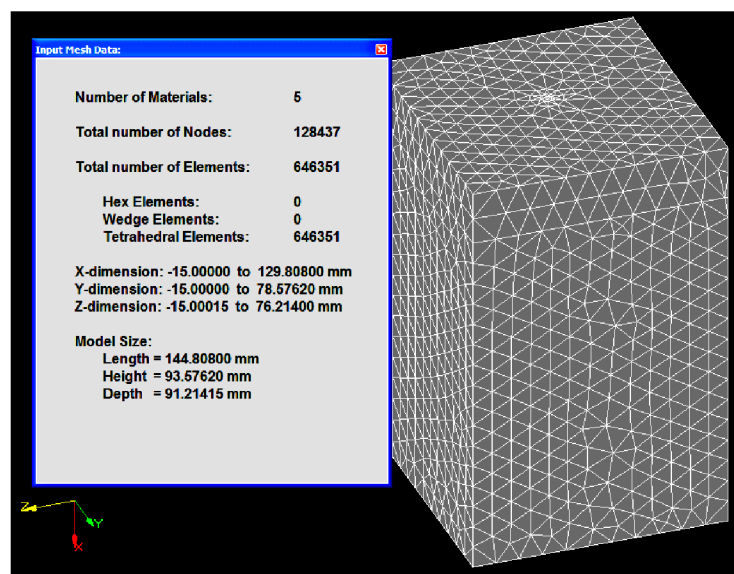 Input Mesh Data:
Number of Materials: 5
Total number of Nodes: 128437
Total number of Elements: 646351
Hex Elements: 0
Wedge Elements: 0
Tetrahedral Elements: 646351
X-dimension: -15.00000 to 129.80800 mm
Y-dimension: -15.00000 to 78.57620 mm
Z-dimension: -15.00015 to 76.21400 mm
Model Size:
Length = 144.80800 mm
Height = 93.57620 mm
Depth = 91.21415 mm
Z
Y
X